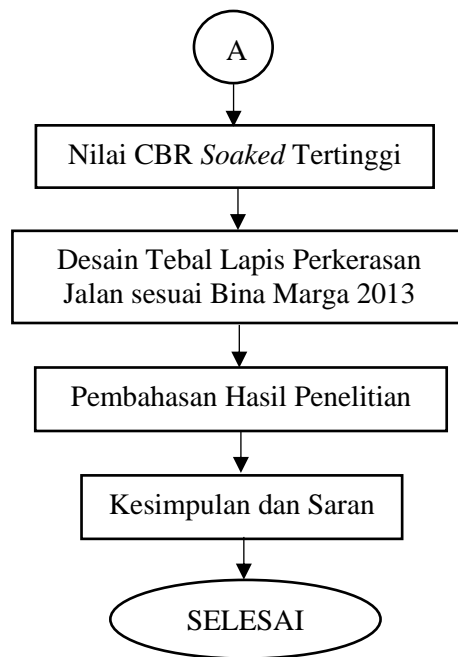 A
Nilai CBR Soaked Tertinggi
Desain Tebal Lapis Perkerasan
Jalan sesuai Bina Marga 2013
Pembahasan Hasil Penelitian
Kesimpulan dan Saran
SELESAI